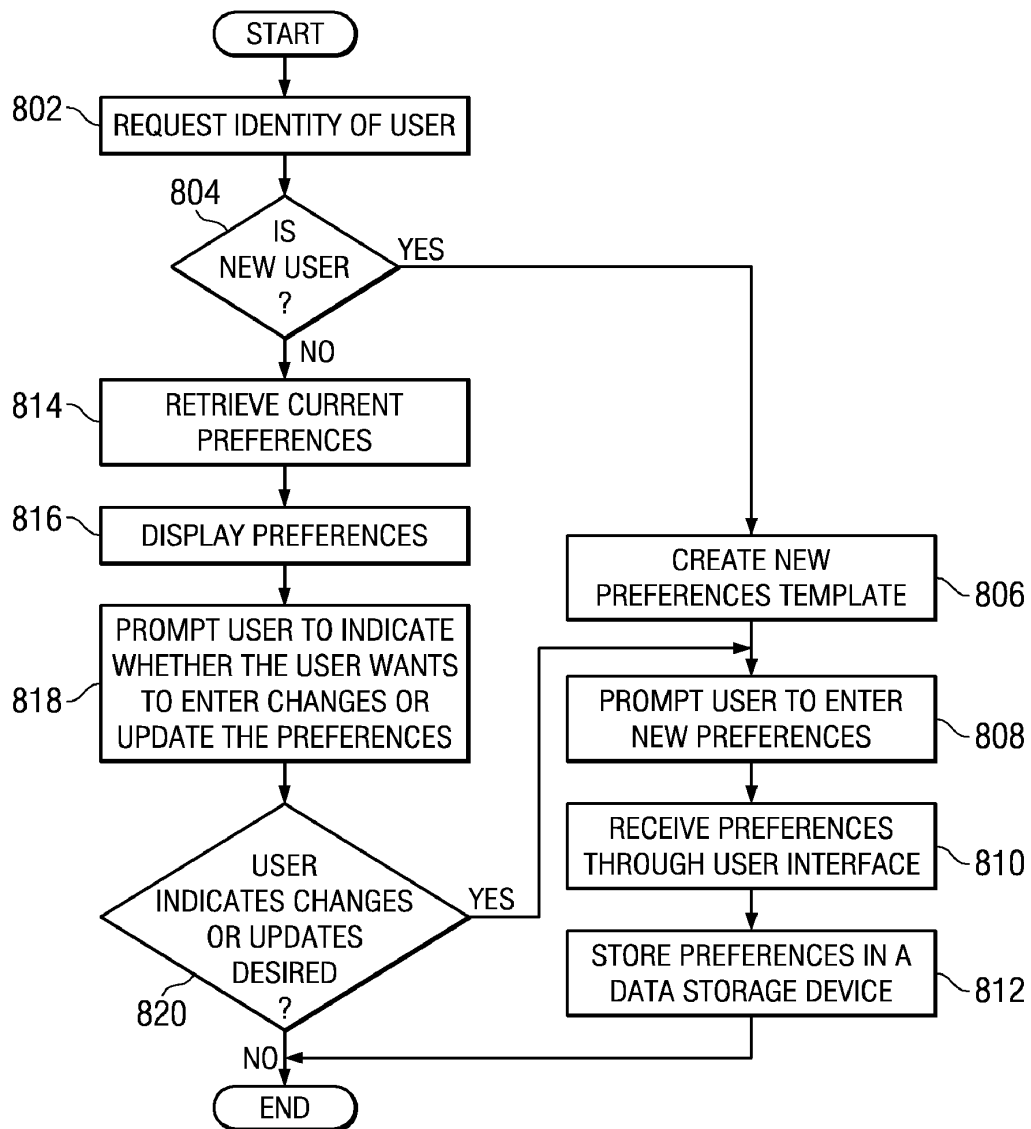 START
802
REQUEST IDENTITY OF USER
804
IS
NEW USER
?
YES
NO
814
RETRIEVE CURRENT
PREFERENCES
816
DISPLAY PREFERENCES
818
PROMPT USER TO INDICATE
WHETHER THE USER WANTS
TO ENTER CHANGES OR
UPDATE THE PREFERENCES
820
USER
INDICATES CHANGES
OR UPDATES
DESIRED
?
YES
NO
CREATE NEW
PREFERENCES TEMPLATE
806
PROMPT USER TO ENTER
NEW PREFERENCES
808
RECEIVE PREFERENCES
THROUGH USER INTERFACE
810
STORE PREFERENCES IN A
DATA STORAGE DEVICE
812
END